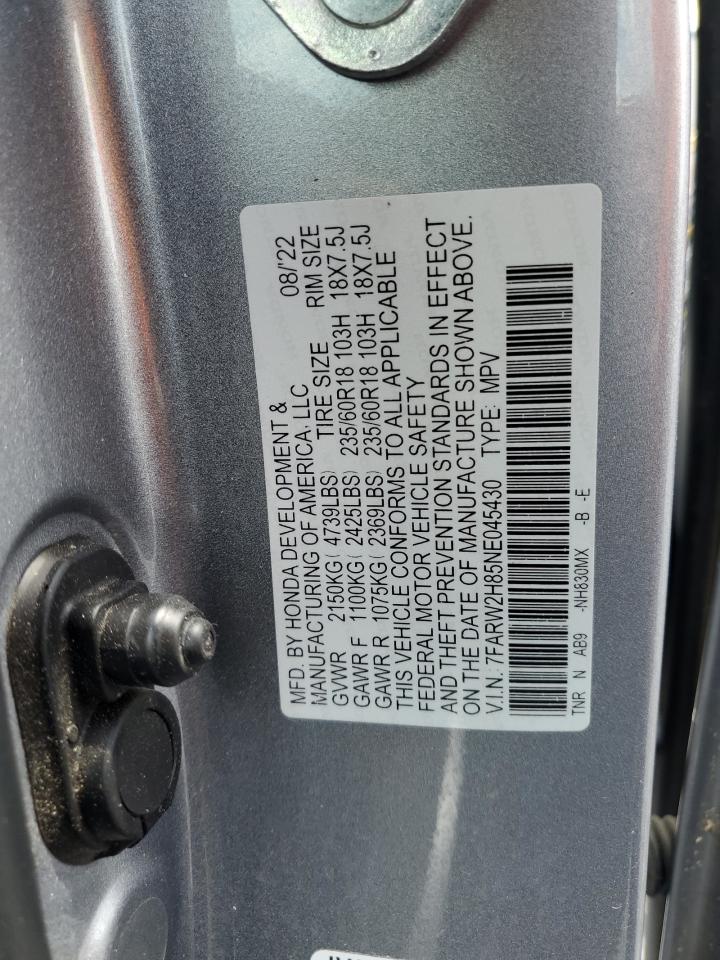 MFD. BY HONDA DEVELOPMENT & 08/'22
MANUFACTURING OF AMERICA, LLC
TIRE SIZE RIM SIZE
GVWR 2150KG( 4739LBS)
GAWR F 1100KG( 2425LBS) 235/60R18 103H 18X7.5J
GAWR R 1075KG( 2369LBS) 235/60R18 103H 18X7.5J
THIS VEHICLE CONFORMS TO ALL APPLICABLE
FEDERAL MOTOR VEHICLE SAFETY
AND THEFT PREVENTION STANDARDS IN EFFECT
ON THE DATE OF MANUFACTURE SHOWN ABOVE.
V.I.N.: 7FARW2H85NE045430 TYPE: MPV
TNR N AB9 -NH830MX -B -E